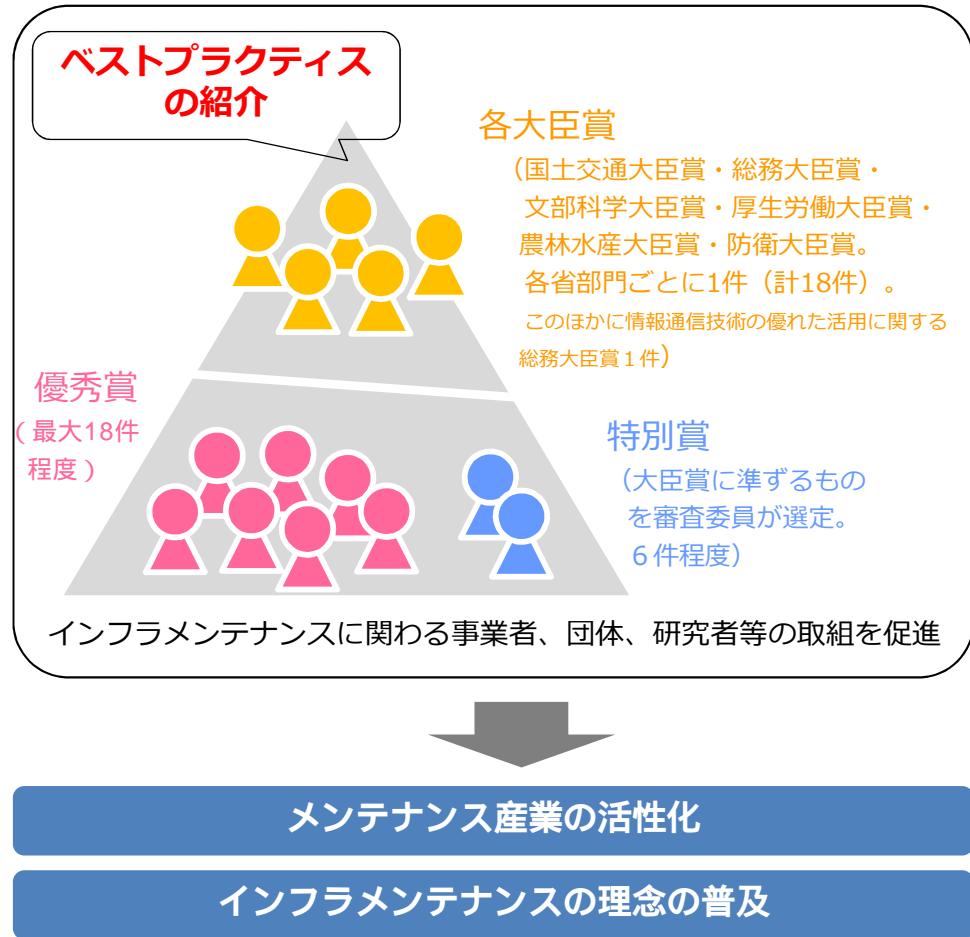 ベストプラクティス
の紹介
各大臣賞
（国土交通大臣賞・総務大臣賞・
文部科学大臣賞・厚生労働大臣賞・
農林水産大臣賞・防衛大臣賞。
各省部門ごとに1件（計18件）。
このほかに情報通信技術の優れた活用に関する
総務大臣賞１件）
優秀賞
（最大18件
程度）
特別賞
（大臣賞に準ずるもの
を審査委員が選定。
６件程度）
インフラメンテナンスに関わる事業者、団体、研究者等の取組を促進
メンテナンス産業の活性化
インフラメンテナンスの理念の普及